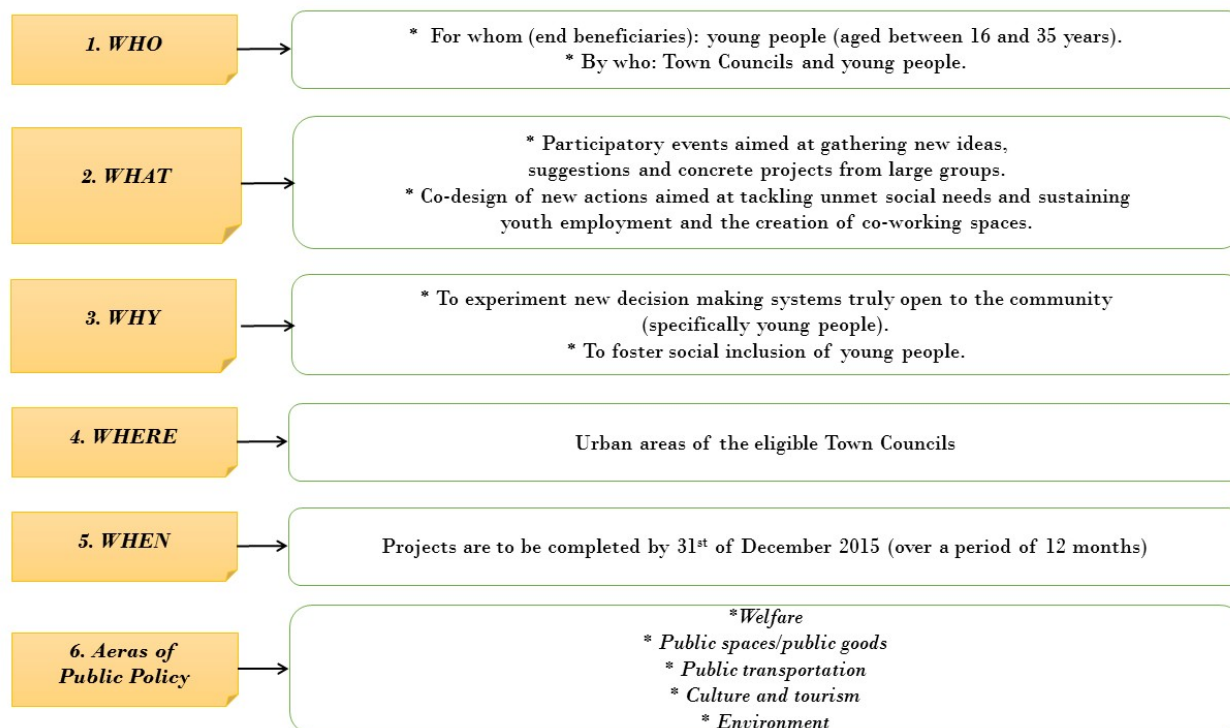 1. WHO
* For whom (end beneficiaries): young people (aged between 16 and 35 years).
* By who: Town Councils and young people.
2. WHAT
* Participatory events aimed at gathering new ideas,
suggestions and concrete projects from large groups.
* Co-design of new actions aimed at tackling unmet social needs and sustaining
youth employment and the creation of co-working spaces.
3. WHY
* To experiment new decision making systems truly open to the community
(specifically young people).
* To foster social inclusion of young people.
4. WHERE
Urban areas of the eligible Town Councils
5. WHEN
Projects are to be completed by 31st of December 2015 (over a period of 12 months)
6. Aeras of
Public Policy
*Welfare
* Public spaces/public goods
* Public transportation
* Culture and tourism
* Environment